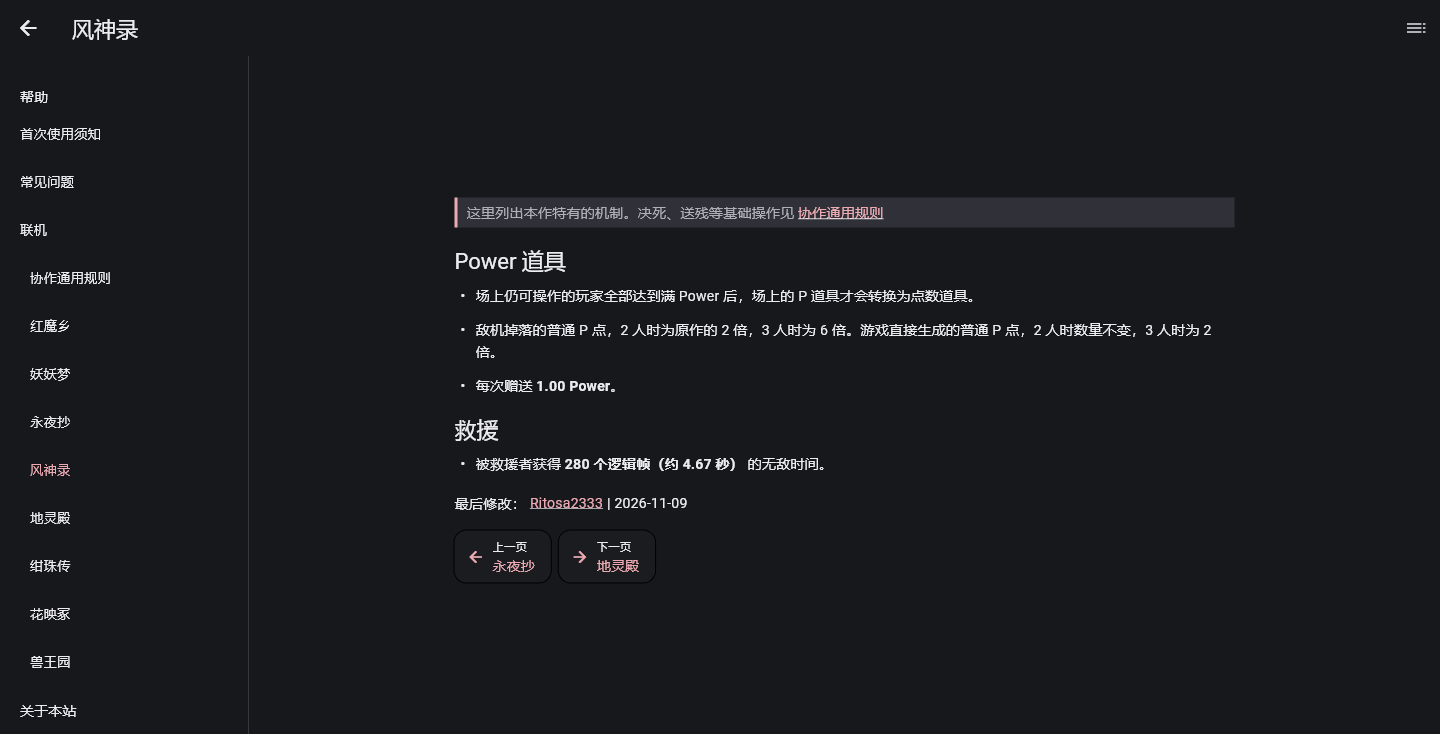 风神录
帮助
首次使用须知
常见问题
联机
协作通用规则
红魔乡
妖妖梦
永夜抄
风神录
地灵殿
绀珠传
花映冢
兽王园
关于本站
这里列出本作特有的机制。决死、送残等基础操作见 协作通用规则
Power 道具
• 场上仍可操作的玩家全部达到满 Power 后，场上的 P 道具才会转换为点数道具。
• 敌机掉落的普通 P 点，2 人时为原作的 2 倍，3 人时为 6 倍。游戏直接生成的普通 P 点，2 人时数量不变，3 人时为 2
倍。
• 每次赠送 1.00 Power。
救援
• 被救援者获得 280 个逻辑帧（约 4.67 秒） 的无敌时间。
最后修改： Ritosa2333 | 2026-11-09
上一页
永夜抄
下一页
地灵殿